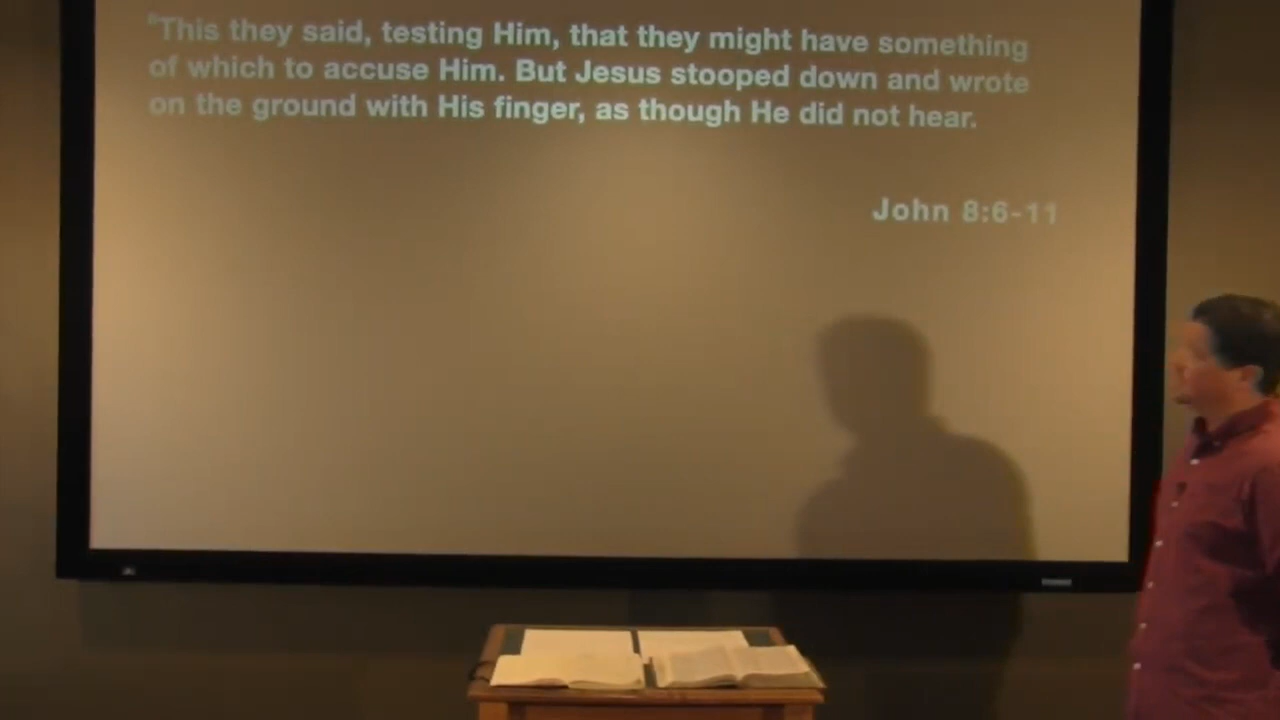 ⁶This they said, testing Him, that they might have something
of which to accuse Him. But Jesus stooped down and wrote
on the ground with His finger, as though He did not hear.
John 8:6-11